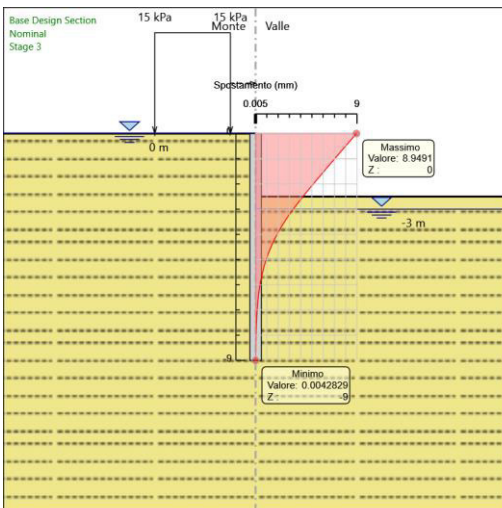 Base Design Section
Nominal
Stage 3
15 kPa
15 kPa
Monte
Valle
Spostamento (mm)
0.005
9
0
0 m
Massimo
Valore: 8.9491
Z : 0
-3 m
-9
Minimo
Valore: 0.0042829
Z : -9